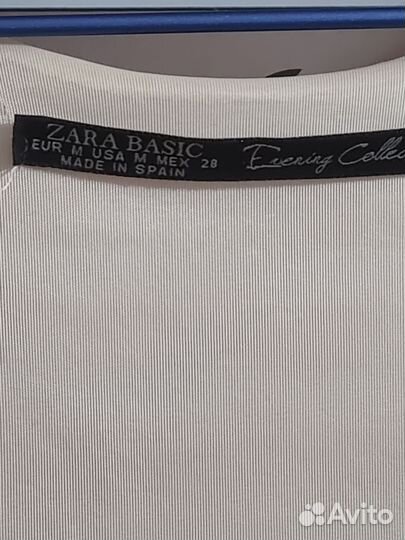 ZARA BASIC
EUR M USA M MEX 28
MADE IN SPAIN
Evening Collec
Avito